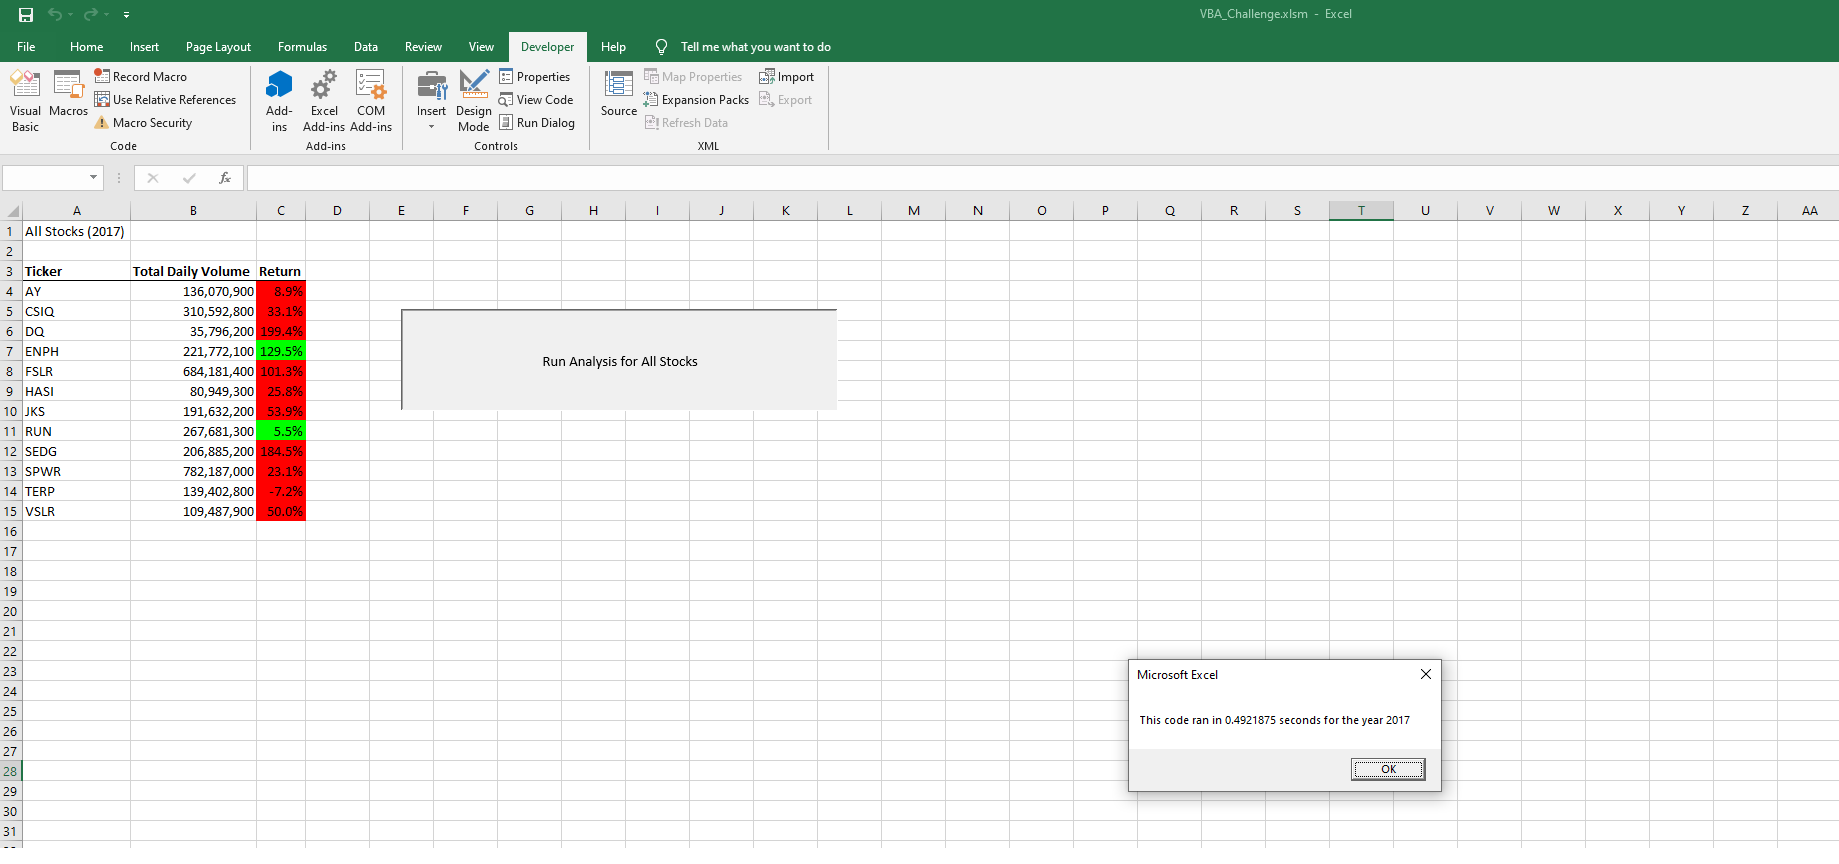 VBA_Challenge.xlsm - Excel
File Home Insert Page Layout Formulas Data Review View Developer Help Tell me what you want to do
Visual Basic
Macros
Record Macro
Use Relative References
Macro Security
Code
Add-ins
Excel Add-ins
COM Add-ins
Add-ins
Insert
Design Mode
Properties
View Code
Run Dialog
Controls
Source
Map Properties
Expansion Packs
Refresh Data
Import
Export
XML
fx
A B C D E F G H I J K L M N O P Q R S T U V W X Y Z AA
1 All Stocks (2017)
2
3 Ticker Total Daily Volume Return
4 AY 136,070,900 8.9%
5 CSIQ 310,592,800 33.1%
6 DQ 35,796,200 199.4%
7 ENPH 221,772,100 129.5%
8 FSLR 684,181,400 101.3%
9 HASI 80,949,300 25.8%
10 JKS 191,632,200 53.9%
11 RUN 267,681,300 5.5%
12 SEDG 206,885,200 184.5%
13 SPWR 782,187,000 23.1%
14 TERP 139,402,800 -7.2%
15 VSLR 109,487,900 50.0%
16
17
18
19
20
21
22
23
24
25
26
27
28
29
30
31
Run Analysis for All Stocks
Microsoft Excel
This code ran in 0.4921875 seconds for the year 2017
OK